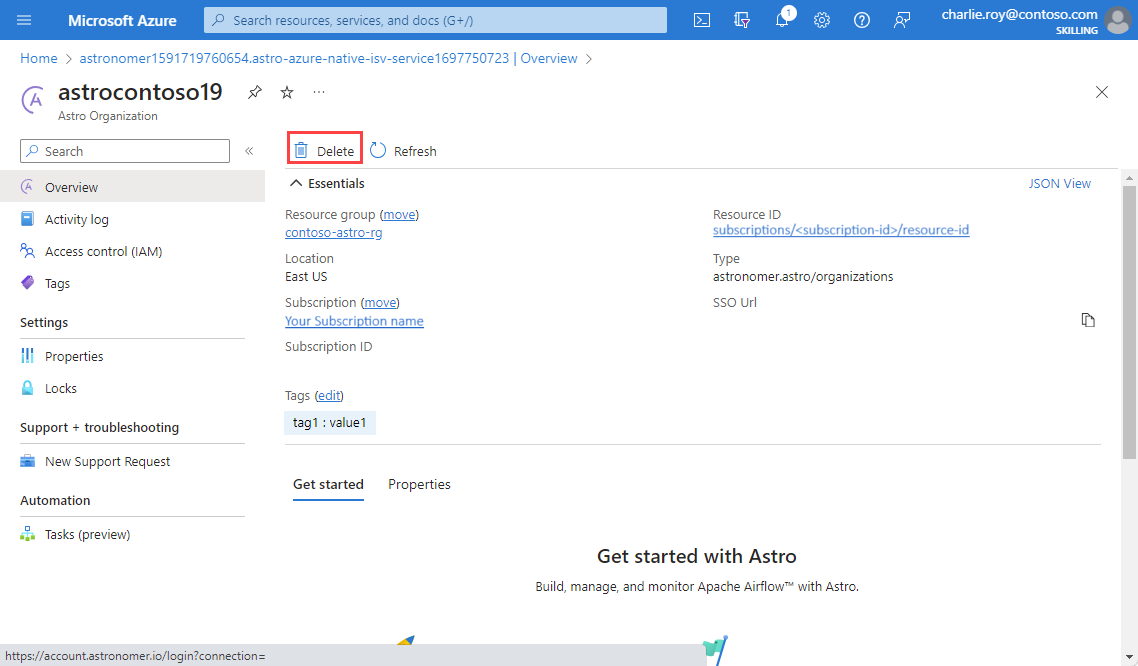 Microsoft Azure
Search resources, services, and docs (G+/)
1
charlie.roy@contoso.com
SKILLING
Home
astronomer1591719760654.astro-azure-native-isv-service1697750723 | Overview
astrocontoso19
...
Astro Organization
Search
«
Delete
Refresh
Overview
Activity log
Access control (IAM)
Tags
Settings
Properties
Locks
Support + troubleshooting
New Support Request
Automation
Tasks (preview)
Essentials
JSON View
Resource group (move)
contoso-astro-rg
Location
East US
Subscription (move)
Your Subscription name
Subscription ID
Resource ID
subscriptions/<subscription-id>/resource-id
Type
astronomer.astro/organizations
SSO Url
Tags (edit)
tag1 : value1
Get started
Properties
Get started with Astro
Build, manage, and monitor Apache Airflow™ with Astro.
https://account.astronomer.io/login?connection=